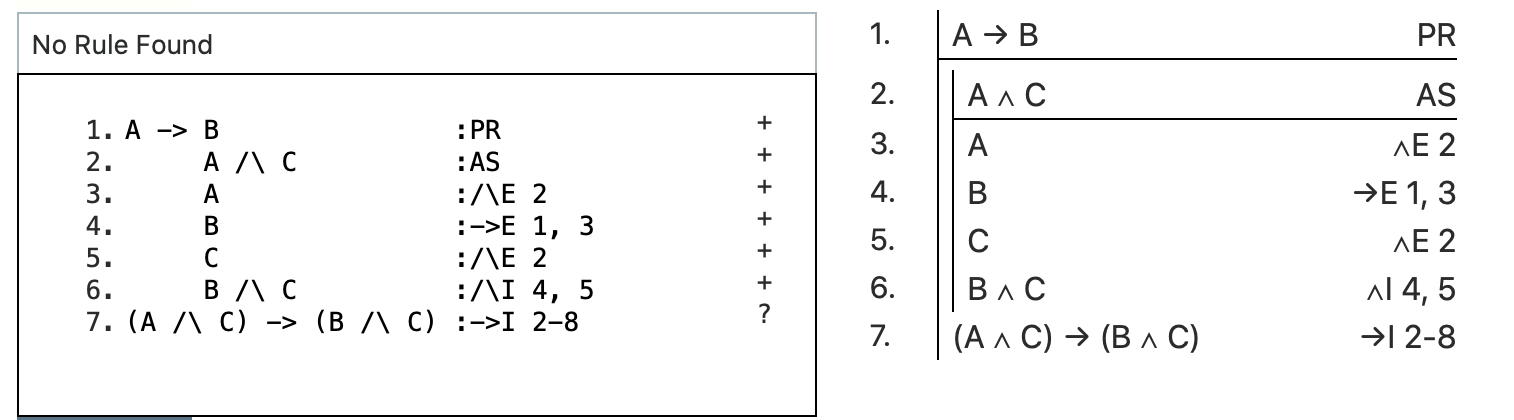 No Rule Found
1. A -> B :PR +
2. A /\ C :AS +
3. A :/\E 2 +
4. B :->E 1, 3 +
5. C :/\E 2 +
6. B /\ C :/\I 4, 5 +
7. (A /\ C) -> (B /\ C) :->I 2-8 ?
1. A → B PR
2. A ∧ C AS
3. A ∧E 2
4. B →E 1, 3
5. C ∧E 2
6. B ∧ C ∧I 4, 5
7. (A ∧ C) → (B ∧ C) →I 2-8